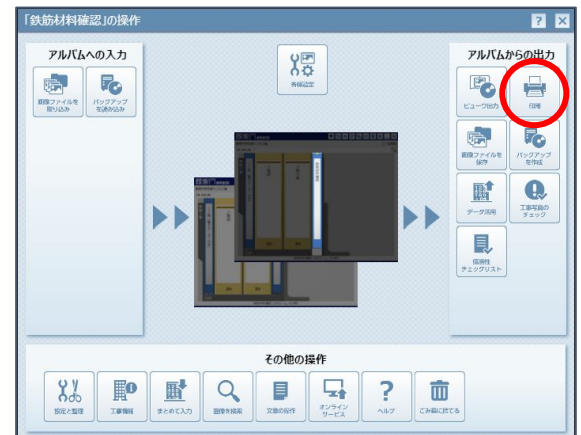 「鉄筋材料確認」の操作
アルバムへの入力
画像ファイルを
取り込み
バックアップ
を読み込み
各種設定
アルバムからの出力
ビューワ出力
印刷
画像ファイルを
保存
バックアップ
を作成
データ活用
工事写真の
チェック
信憑性
チェックリスト
その他の操作
設定と整理
工事情報
まとめて入力
画像を検索
文章の操作
オンライン
サービス
ヘルプ
ごみ箱に捨てる